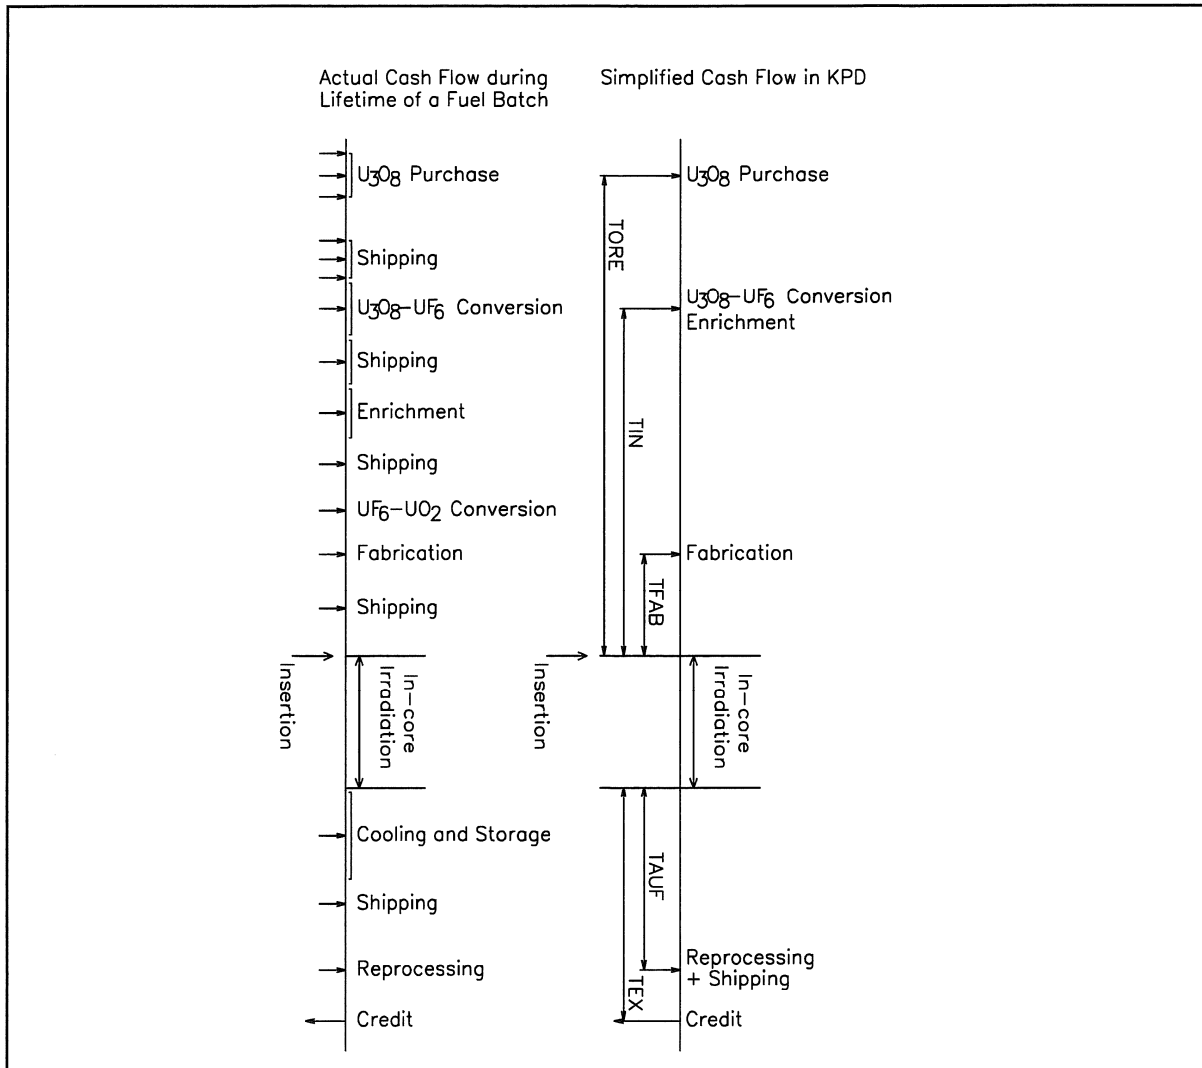 Actual Cash Flow during
Lifetime of a Fuel Batch
U3O8 Purchase
Shipping
U3O8-UF6 Conversion
Shipping
Enrichment
Shipping
UF6-UO2 Conversion
Fabrication
Shipping
Insertion
In-core
Irradiation
Cooling and Storage
Shipping
Reprocessing
Credit
Simplified Cash Flow in KPD
U3O8 Purchase
TORE
U3O8-UF6 Conversion
Enrichment
TIN
Fabrication
TFAB
Insertion
In-core
Irradiation
TAUF
Reprocessing
+ Shipping
TEX
Credit